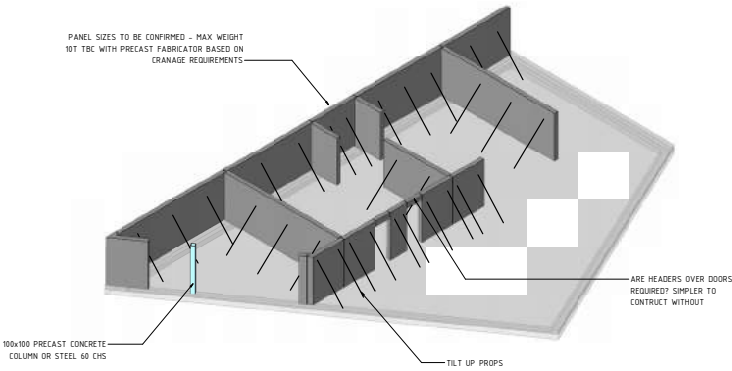 PANEL SIZES TO BE CONFIRMED - MAX WEIGHT
10T TBC WITH PRECAST FABRICATOR BASED ON
CRANAGE REQUIREMENTS
ARE HEADERS OVER DOORS
REQUIRED? SIMPLER TO
CONTRUCT WITHOUT
100x100 PRECAST CONCRETE
COLUMN OR STEEL 60 CHS
TILT UP PROPS